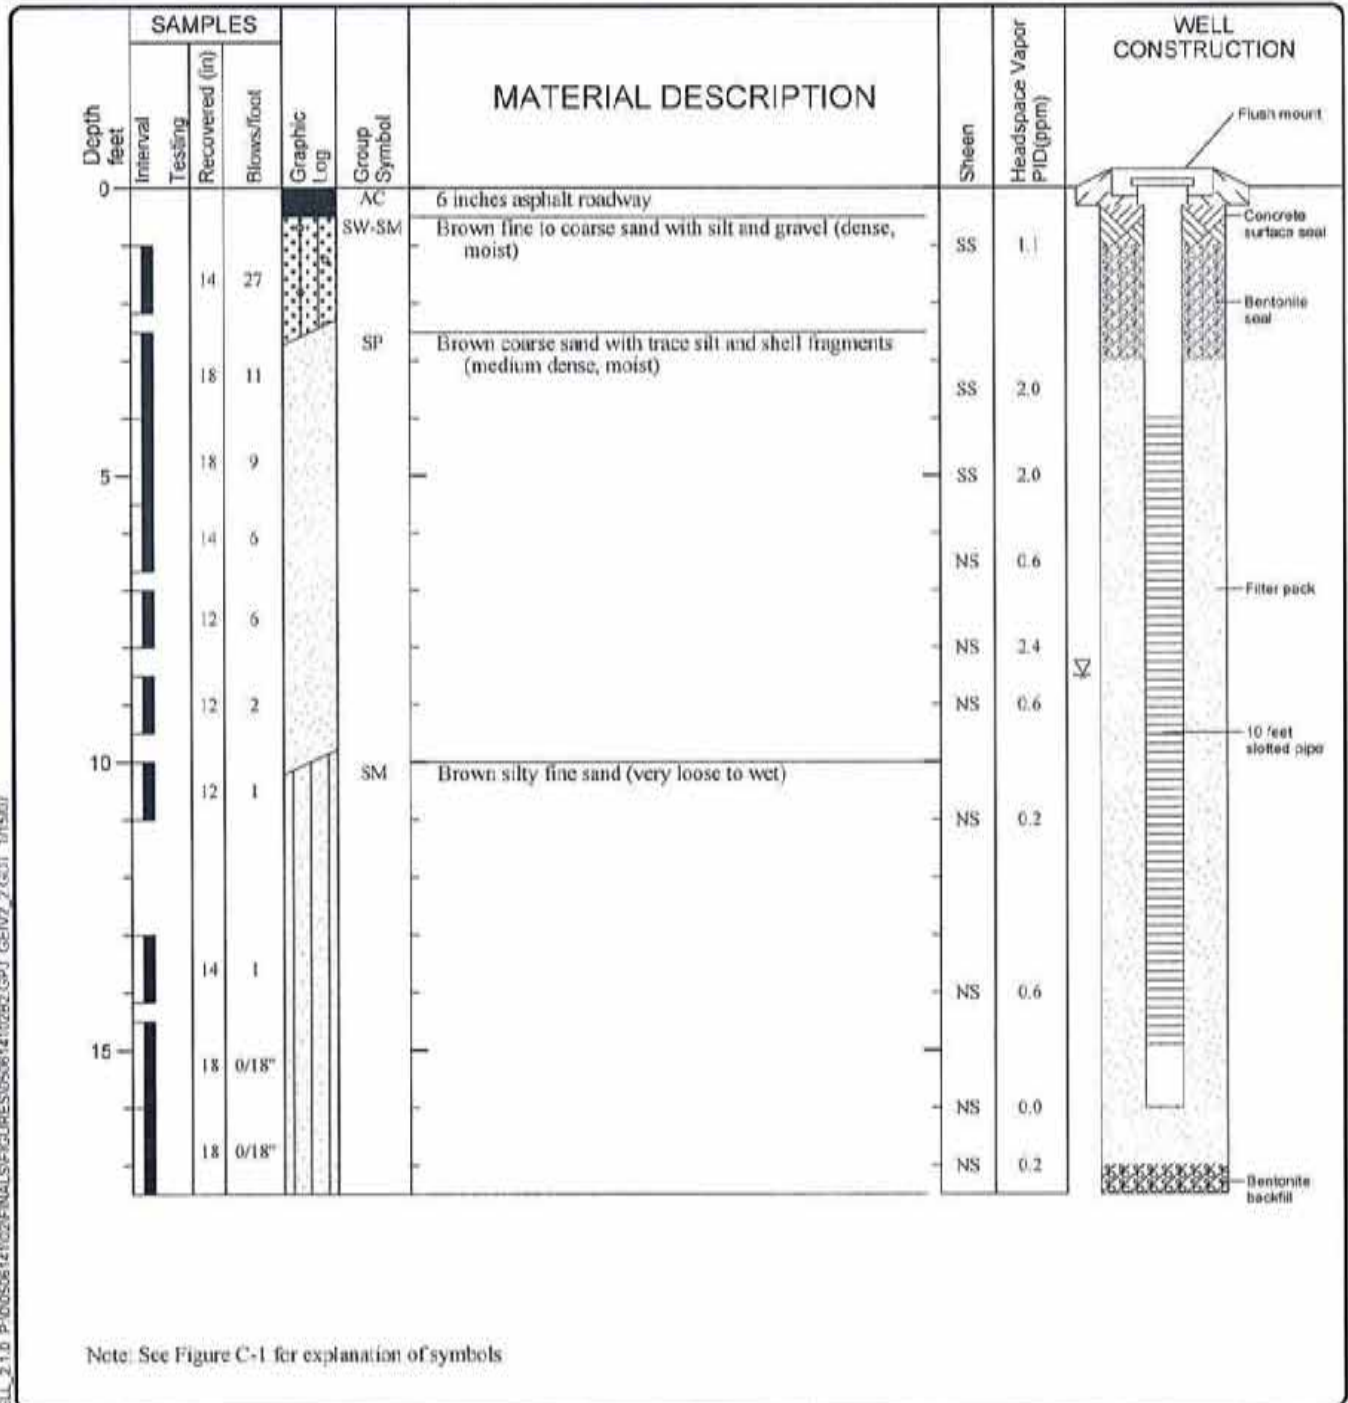 SAMPLES
WELL
CONSTRUCTION
MATERIAL DESCRIPTION
Depth
feet
Interval
Testing
Recovered (in)
Blows/foot
Graphic
Log
Group
Symbol
Sheen
Headspace Vapor
PID(ppm)
Flush mount
0
AC
6 inches asphalt roadway
Concrete
surface seal
SW-SM
Brown fine to coarse sand with silt and gravel (dense,
moist)
SS 1.1
14 27
Bentonite
seal
SP
Brown coarse sand with trace silt and shell fragments
(medium dense, moist)
18 11
SS 2.0
18 9
5
SS 2.0
14
NS 0.6
Filter pack
12 6
NS 2.4
12 2
NS 0.6
10 feet
slotted pipe
10
SM
Brown silty fine sand (very loose to wet)
12 1
NS 0.2
14 1
NS 0.6
15
18 0/18"
NS 0.0
18 0/18"
NS 0.2
Bentonite
backfill
Note: See Figure C-1 for explanation of symbols